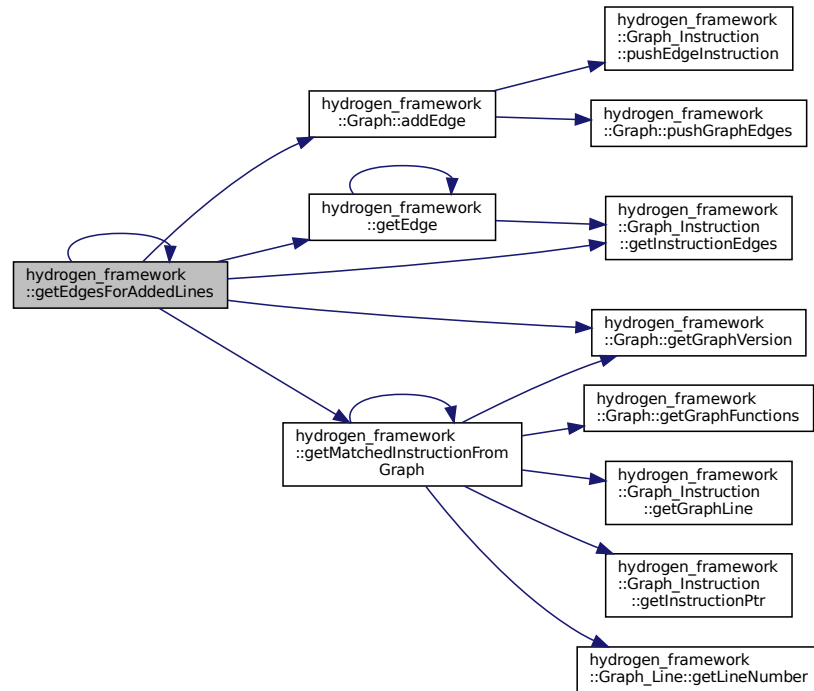 hydrogen_framework
::Graph_Instruction
::pushEdgeInstruction
hydrogen_framework
::Graph::addEdge
hydrogen_framework
::Graph::pushGraphEdges
hydrogen_framework
::getEdge
hydrogen_framework
::Graph_Instruction
::getInstructionEdges
hydrogen_framework
::getEdgesForAddedLines
hydrogen_framework
::Graph::getGraphVersion
hydrogen_framework
::Graph::getGraphFunctions
hydrogen_framework
::getMatchedInstructionFrom
Graph
hydrogen_framework
::Graph_Instruction
::getGraphLine
hydrogen_framework
::Graph_Instruction
::getInstructionPtr
hydrogen_framework
::Graph_Line::getLineNumber